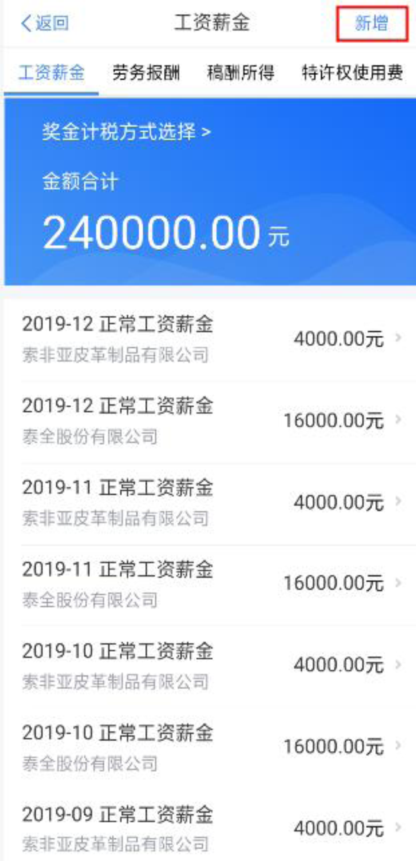 返回
工资薪金
新增
工资薪金 劳务报酬 稿酬所得 特许权使用费
奖金计税方式选择 >
金额合计
240000.00 元
2019-12 正常工资薪金
4000.00元
索菲亚皮革制品有限公司
2019-12 正常工资薪金
16000.00元
泰全股份有限公司
2019-11 正常工资薪金
4000.00元
索菲亚皮革制品有限公司
2019-11 正常工资薪金
16000.00元
泰全股份有限公司
2019-10 正常工资薪金
4000.00元
索菲亚皮革制品有限公司
2019-10 正常工资薪金
16000.00元
泰全股份有限公司
2019-09 正常工资薪金
4000.00元
索菲亚皮革制品有限公司